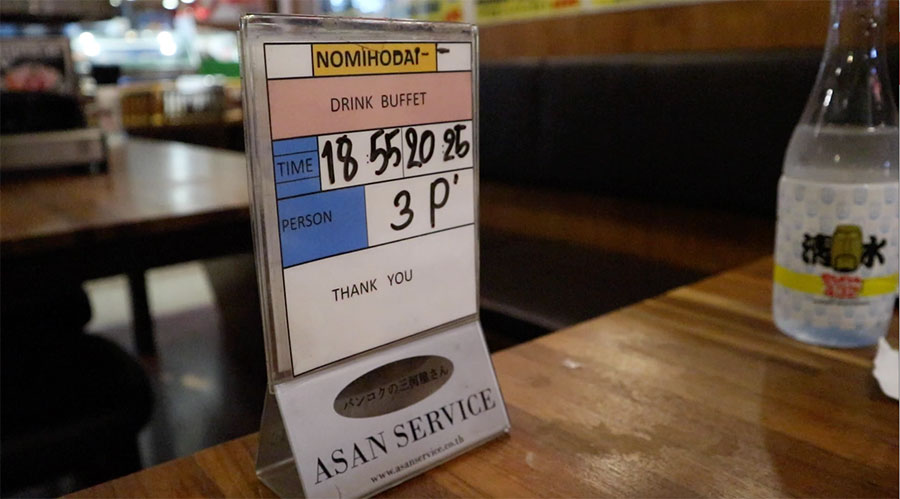 NOMIHODAI-
DRINK BUFFET
TIME 18 55 20 25
PERSON 3 P'
THANK YOU
バンコクの三河屋さん
ASAN SERVICE
www.asanservice.co.th
清水